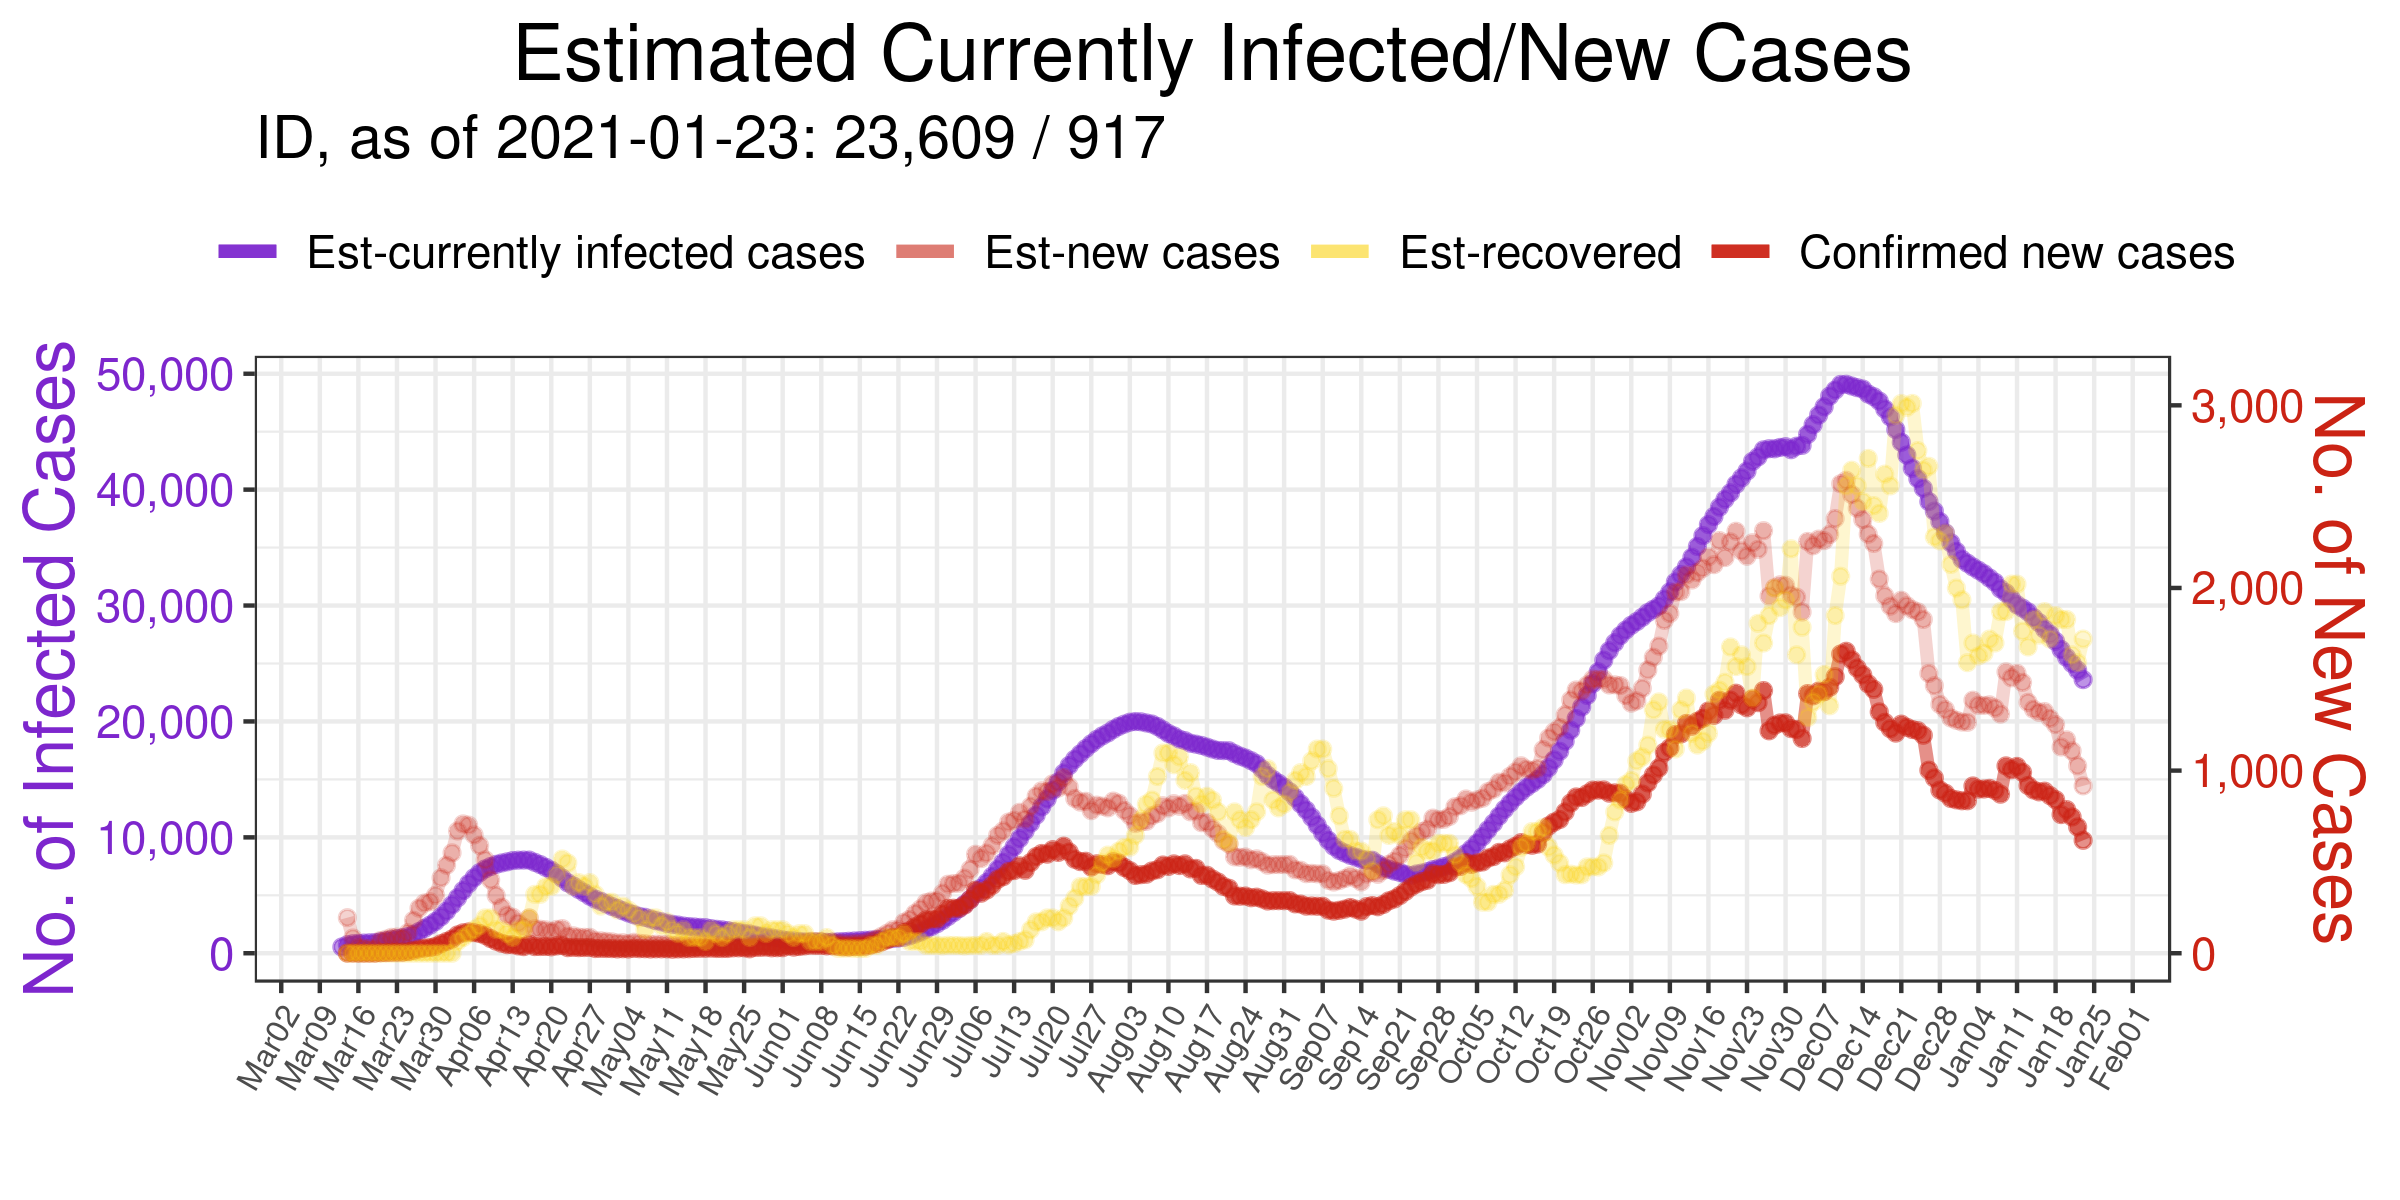 Estimated Currently Infected/New Cases
ID, as of 2021-01-23: 23,609 / 917
Est-currently infected cases Est-new cases Est-recovered Confirmed new cases
No. of Infected Cases
50,000
40,000
30,000
20,000
10,000
0
3,000
2,000
1,000
0
No. of New Cases
Mar02 Mar09 Mar16 Mar23 Mar30 Apr06 Apr13 Apr20 Apr27 May04 May11 May18 May25 Jun01 Jun08 Jun15 Jun22 Jun29 Jul06 Jul13 Jul20 Jul27 Aug03 Aug10 Aug17 Aug24 Aug31 Sep07 Sep14 Sep21 Sep28 Oct05 Oct12 Oct19 Oct26 Nov02 Nov09 Nov16 Nov23 Nov30 Dec07 Dec14 Dec21 Dec28 Jan04 Jan11 Jan18 Jan25 Feb01